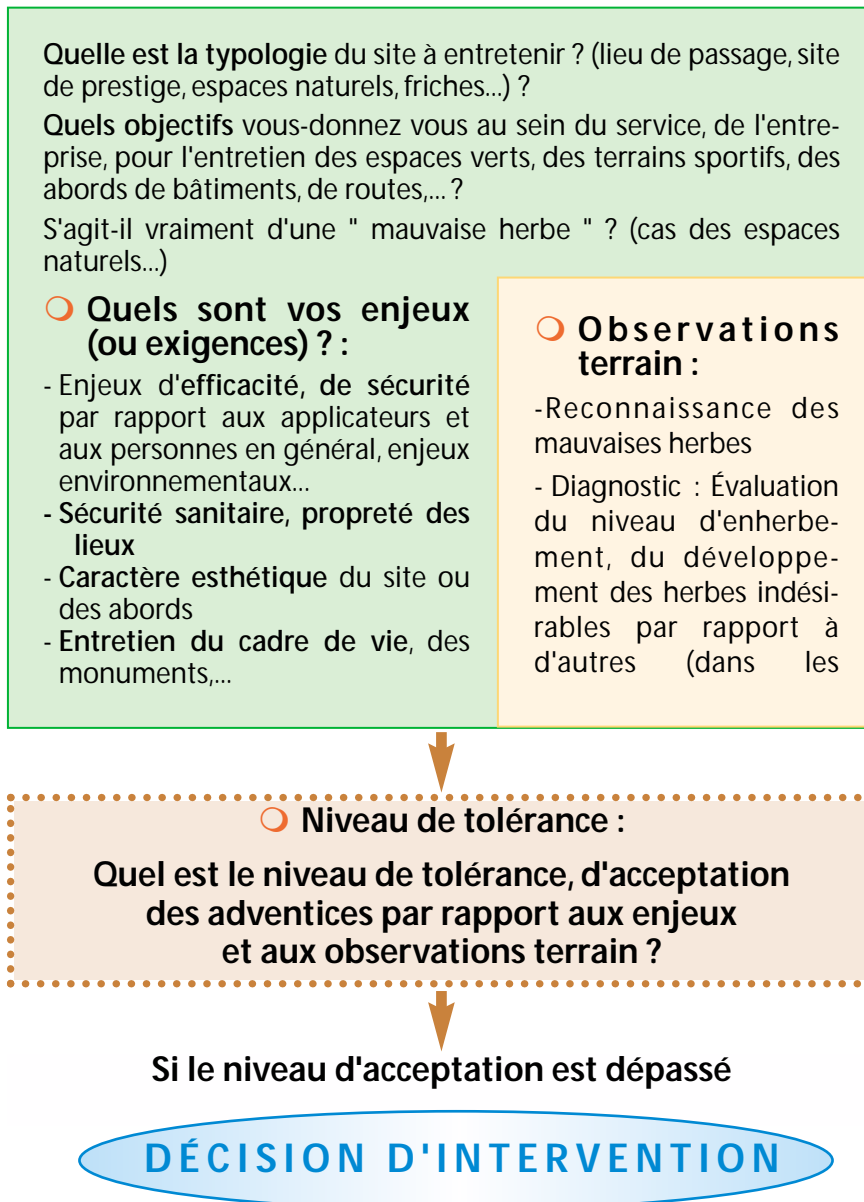 Quelle est la typologie du site à entretenir ? (lieu de passage, site
de prestige, espaces naturels, friches...) ?
Quels objectifs vous-donnez vous au sein du service, de l'entre-
prise, pour l'entretien des espaces verts, des terrains sportifs, des
abords de bâtiments, de routes,... ?
S'agit-il vraiment d'une " mauvaise herbe " ? (cas des espaces
naturels...)
Quels sont vos enjeux
(ou exigences) ? :
- Enjeux d'efficacité, de sécurité
par rapport aux applicateurs et
aux personnes en général, enjeux
environnementaux...
- Sécurité sanitaire, propreté des
lieux
- Caractère esthétique du site ou
des abords
- Entretien du cadre de vie, des
monuments,...
Observations
terrain :
-Reconnaissance des
mauvaises herbes
- Diagnostic : Évaluation
du niveau d'enherbe-
ment, du développe-
ment des herbes indési-
rables par rapport à
d'autres (dans les
Niveau de tolérance :
Quel est le niveau de tolérance, d'acceptation
des adventices par rapport aux enjeux
et aux observations terrain ?
Si le niveau d'acceptation est dépassé
DÉCISION D'INTERVENTION